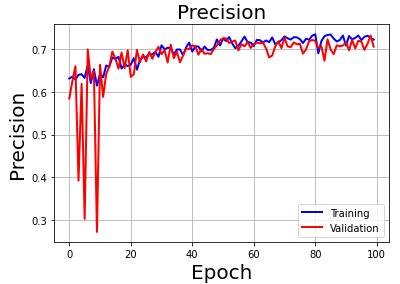 Precision
0.7
0.6
0.5
0.4
0.3
Precision
Training
Validation
0 20 40 60 80 100
Epoch